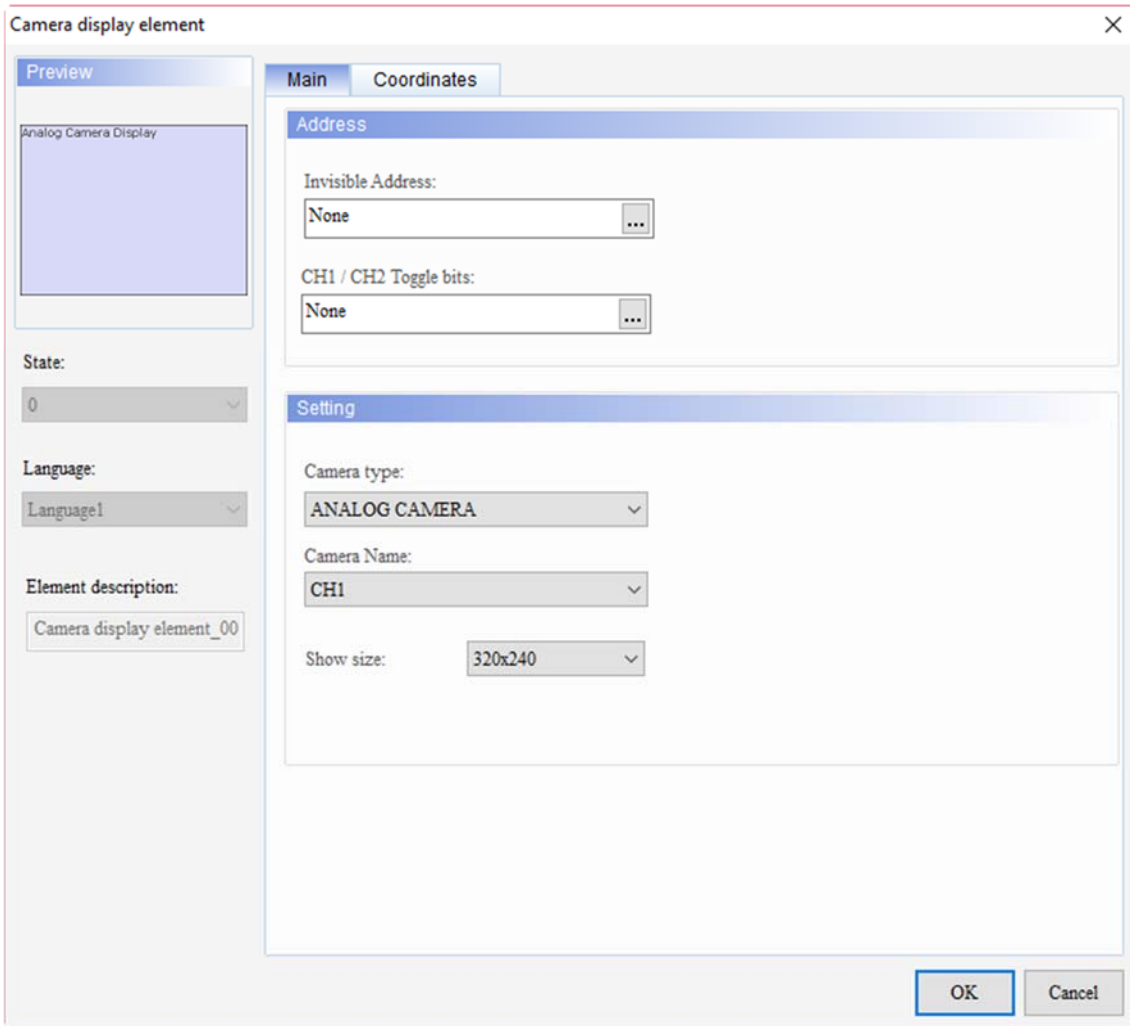 Camera display element
Preview
Analog Camera Display
State:
0
Language:
Language1
Element description:
Camera display element_00
Main
Coordinates
Address
Invisible Address:
None
...
CH1 / CH2 Toggle bits:
None
...
Setting
Camera type:
ANALOG CAMERA
Camera Name:
CH1
Show size:
320x240
OK
Cancel